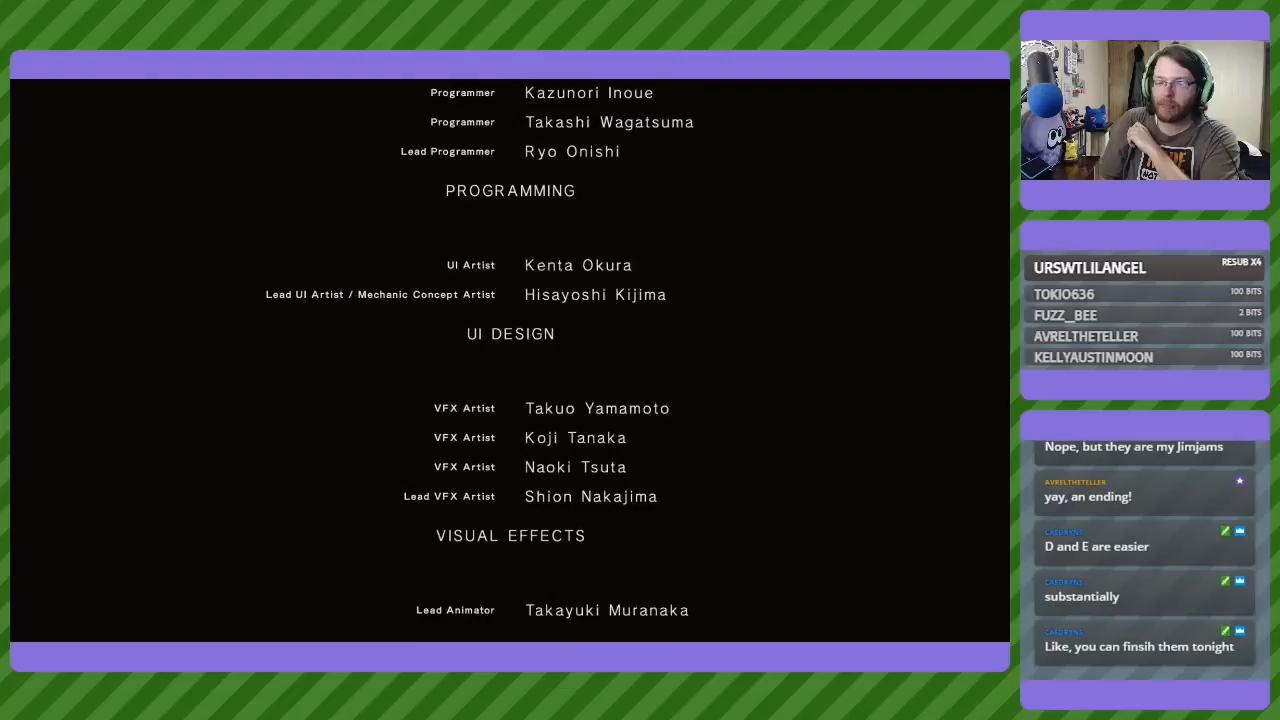 Programmer Kazunori Inoue
Programmer Takashi Wagatsuma
Lead Programmer Ryo Onishi
PROGRAMMING
UI Artist Kenta Okura
Lead UI Artist / Mechanic Concept Artist Hisayoshi Kijima
UI DESIGN
VFX Artist Takuo Yamamoto
VFX Artist Koji Tanaka
VFX Artist Naoki Tsuta
Lead VFX Artist Shion Nakajima
VISUAL EFFECTS
Lead Animator Takayuki Muranaka
URSWTLILANGEL RESUB X4
TOKIO636 100 BITS
FUZZ__BEE 2 BITS
AVRELTHETELLER 100 BITS
KELLYAUSTINMOON 100 BITS
Nope, but they are my Jimjams
AVRELTHETELLER
yay, an ending!
CAEDRYNS
D and E are easier
CAEDRYNS
substantially
CAEDRYNS
Like, you can finsih them tonight